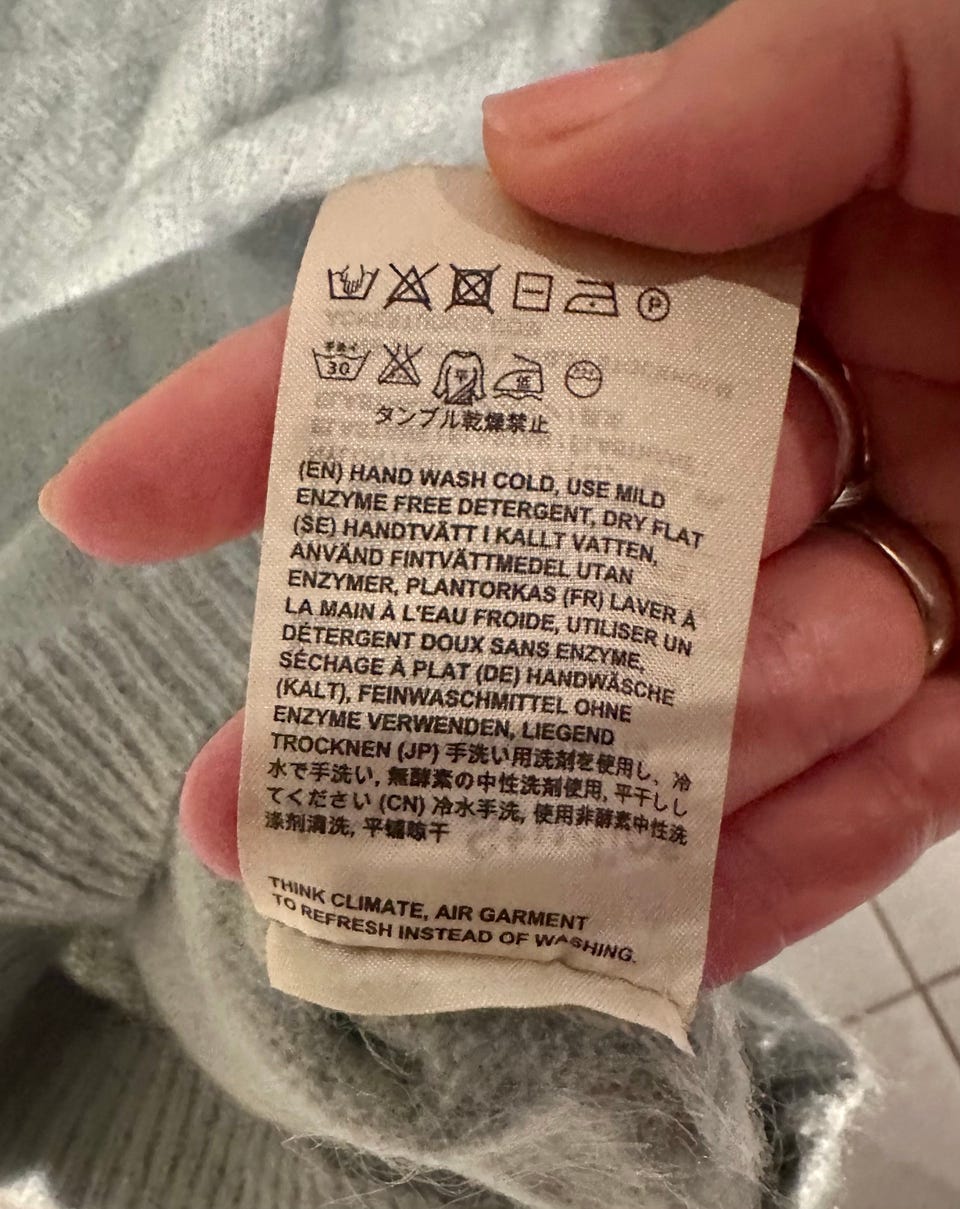 P
手洗イ
30
平 低
タンブル乾燥禁止
(EN) HAND WASH COLD, USE MILD
ENZYME FREE DETERGENT, DRY FLAT
(SE) HANDTVÄTT I KALLT VATTEN,
ANVÄND FINTVÄTTMEDEL UTAN
ENZYMER, PLANTORKAS (FR) LAVER À
LA MAIN À L'EAU FROIDE, UTILISER UN
DÉTERGENT DOUX SANS ENZYME,
SÉCHAGE À PLAT (DE) HANDWÄSCHE
(KALT), FEINWASCHMITTEL OHNE
ENZYME VERWENDEN, LIEGEND
TROCKNEN (JP) 手洗い用洗剤を使用し、冷
水で手洗い, 無酵素の中性洗剤使用, 平干しし
てください (CN) 冷水手洗, 使用非酵素中性洗
涤剂清洗, 平铺晾干
THINK CLIMATE, AIR GARMENT
TO REFRESH INSTEAD OF WASHING.